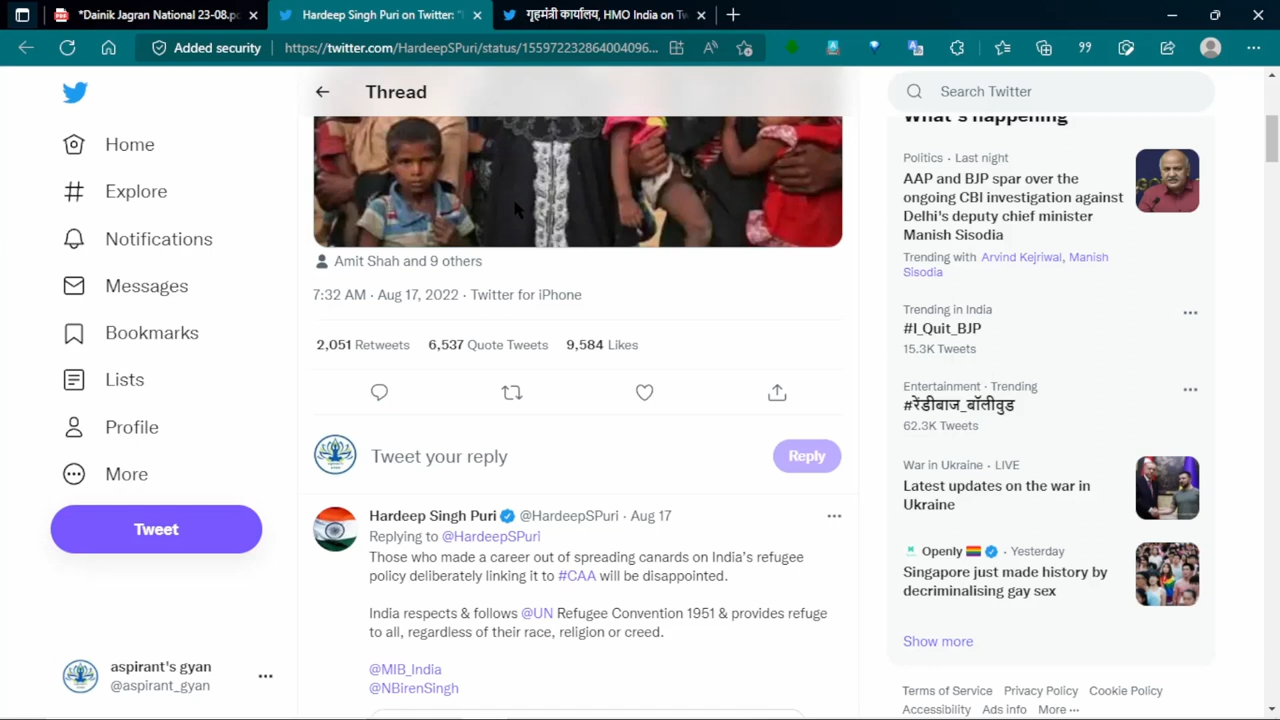 *Dainik Jagran National 23-08.p
Hardeep Singh Puri on Twitter: "
गृहमंत्री कार्यालय, HMO India on Tw
Added security
https://twitter.com/HardeepSPuri/status/155972232864004096...
Thread
Search Twitter
Home
Explore
Notifications
Messages
Bookmarks
Lists
Profile
More
Tweet
aspirant's gyan
@aspirant_gyan
Amit Shah and 9 others
7:32 AM · Aug 17, 2022 · Twitter for iPhone
2,051 Retweets 6,537 Quote Tweets 9,584 Likes
Tweet your reply
Reply
Hardeep Singh Puri @HardeepSPuri · Aug 17
Replying to @HardeepSPuri
Those who made a career out of spreading canards on India's refugee
policy deliberately linking it to #CAA will be disappointed.
India respects & follows @UN Refugee Convention 1951 & provides refuge
to all, regardless of their race, religion or creed.
@MIB_India
@NBirenSingh
What's happening
Politics · Last night
AAP and BJP spar over the
ongoing CBI investigation against
Delhi's deputy chief minister
Manish Sisodia
Trending with Arvind Kejriwal, Manish
Sisodia
Trending in India
#I_Quit_BJP
15.3K Tweets
Entertainment · Trending
#रेंडीबाज_बॉलीवुड
62.3K Tweets
War in Ukraine · LIVE
Latest updates on the war in
Ukraine
Openly · Yesterday
Singapore just made history by
decriminalising gay sex
Show more
Terms of Service Privacy Policy Cookie Policy
Accessibility Ads info More ···